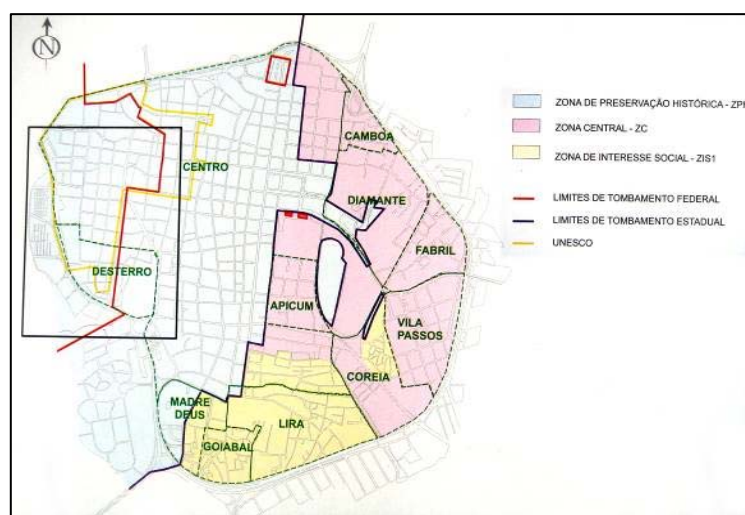 N
CAMBOA
CENTRO
DIAMANTE
FABRIL
DESTERRO
APICUM
VILA
PASSOS
COREIA
MADRE
DEUS
LIRA
GOIABAL
ZONA DE PRESERVAÇÃO HISTÓRICA - ZPH
ZONA CENTRAL - ZC
ZONA DE INTERESSE SOCIAL - ZIS1
LIMITES DE TOMBAMENTO FEDERAL
LIMITES DE TOMBAMENTO ESTADUAL
UNESCO